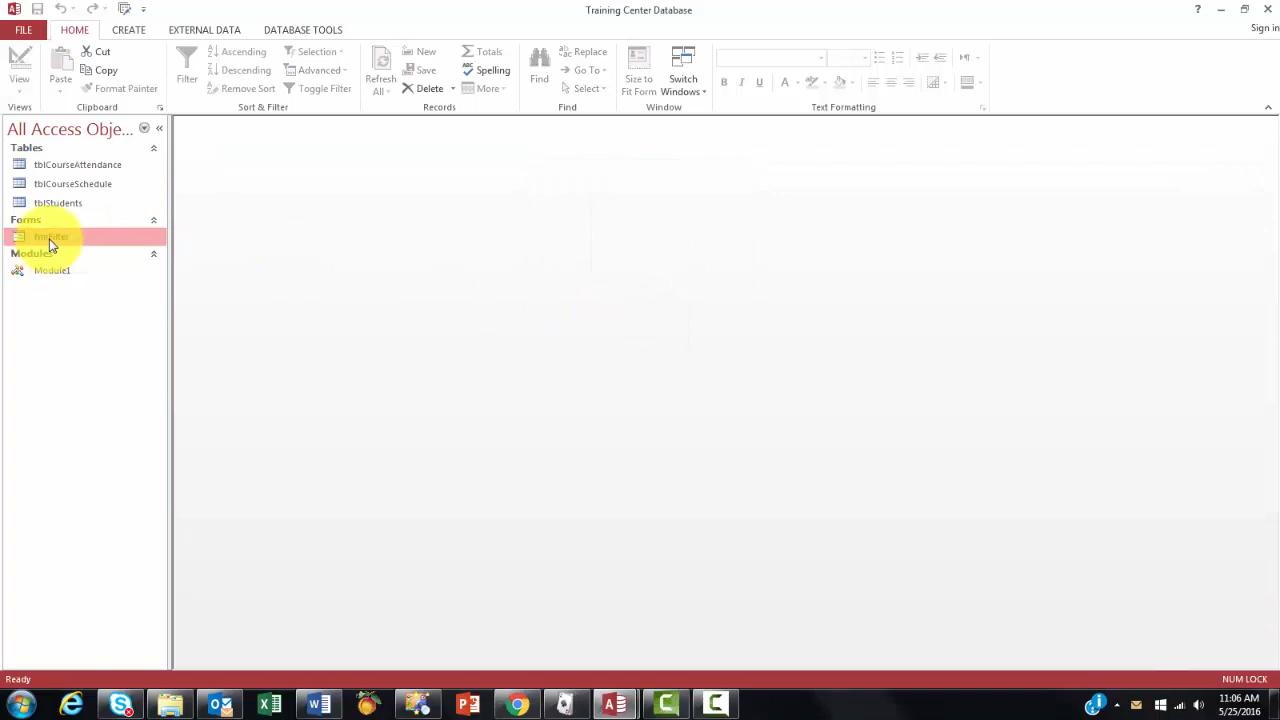 Training Center Database
?
FILE HOME CREATE EXTERNAL DATA DATABASE TOOLS Sign in
View Paste Cut Copy Format Painter
Filter Ascending Descending Remove Sort Selection Advanced Toggle Filter
Refresh All New Save Delete Totals Spelling More
Find Replace Go To Select
Size to Fit Form Switch Windows
B I U A
Views Clipboard Sort & Filter Records Find Window Text Formatting
All Access Obje... «
Tables
tblCourseAttendance
tblCourseSchedule
tblStudents
Forms
frmFilter
Modules
Module1
Ready NUM LOCK
11:06 AM
5/25/2016